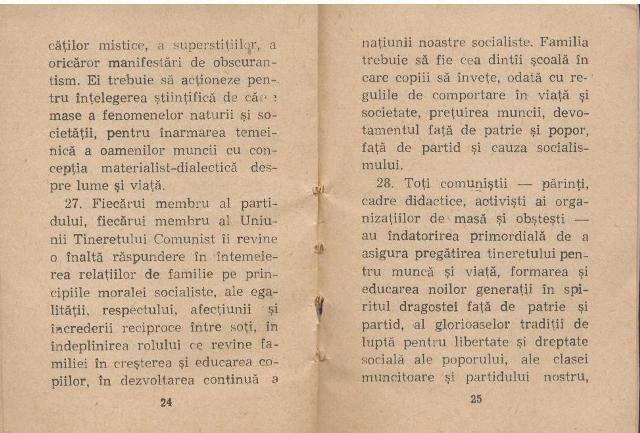 căților mistice, a superstițiilor, a
oricăror manifestări de obscuran-
tism. Ei trebuie să acționeze pen-
tru înțelegerea științifică de că
mase a fenomenelor naturii și so-
cietății, pentru înarmarea temei-
nică a oamenilor muncii cu con-
cepția materialist-dialectică des-
pre lume și viață.
27. Fiecărui membru al parti-
dului, fiecărui membru al Uniu-
nii Tineretului Comunist îi revine
o înaltă răspundere în întemeie-
rea relațiilor de familie pe prin-
cipiile moralei socialiste, ale ega-
lității, respectului, afecțiunii și
încrederii reciproce între soți, în
îndeplinirea rolului ce revine fa-
miliei în creșterea și educarea co-
piilor, în dezvoltarea continuă a
24
națiunii noastre socialiste. Familia
trebuie să fie cea dintîi școală în
care copiii să învețe, odată cu re-
gulile de comportare în viață și
societate, prețuirea muncii, devo-
tamentul față de patrie și popor,
față de partid și cauza socialis-
mului.
28. Toți comuniștii — părinți,
cadre didactice, activiști ai orga-
nizațiilor de masă și obștești —
au îndatorirea primordială de a
asigura pregătirea tineretului pen-
tru muncă și viață, formarea și
educarea noilor generații în spi-
ritul dragostei față de patrie și
partid, al glorioaselor tradiții de
luptă pentru libertate și dreptate
socială ale poporului, ale clasei
muncitoare și partidului nostru,
25